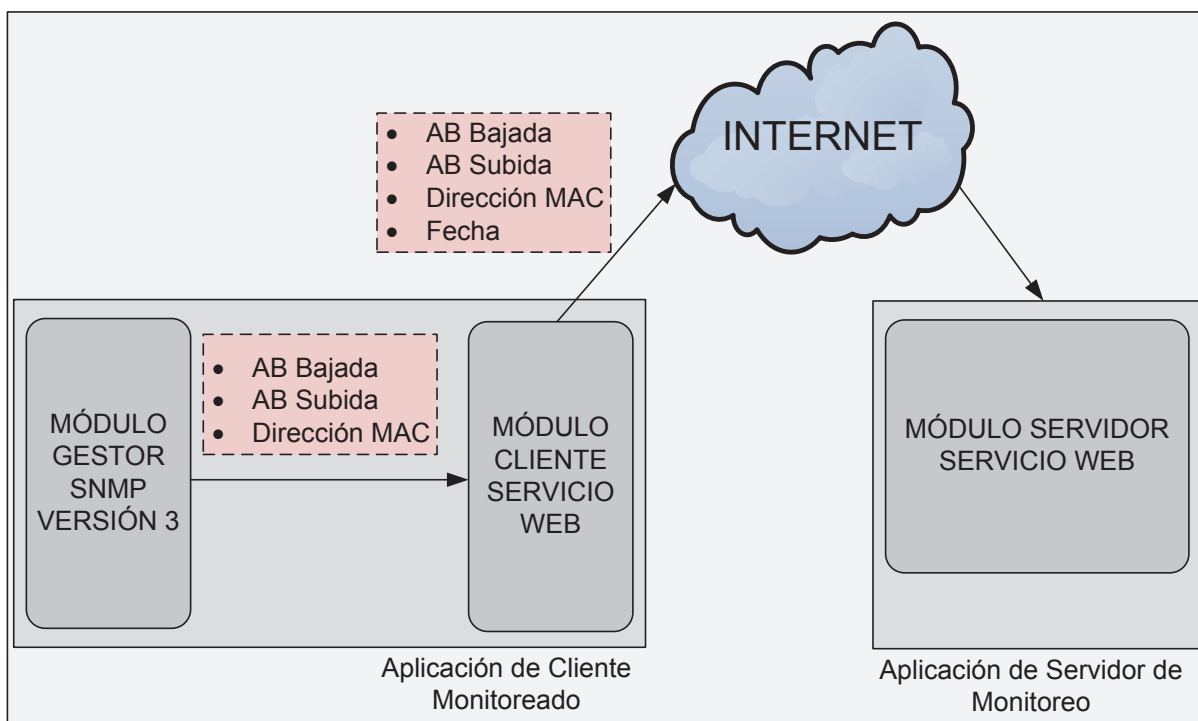 • AB Bajada
• AB Subida
• Dirección MAC
• Fecha
INTERNET
MÓDULO
GESTOR
SNMP
VERSIÓN 3
• AB Bajada
• AB Subida
• Dirección MAC
MÓDULO
CLIENTE
SERVICIO
WEB
MÓDULO SERVIDOR
SERVICIO WEB
Aplicación de Cliente
Monitoreado
Aplicación de Servidor de
Monitoreo